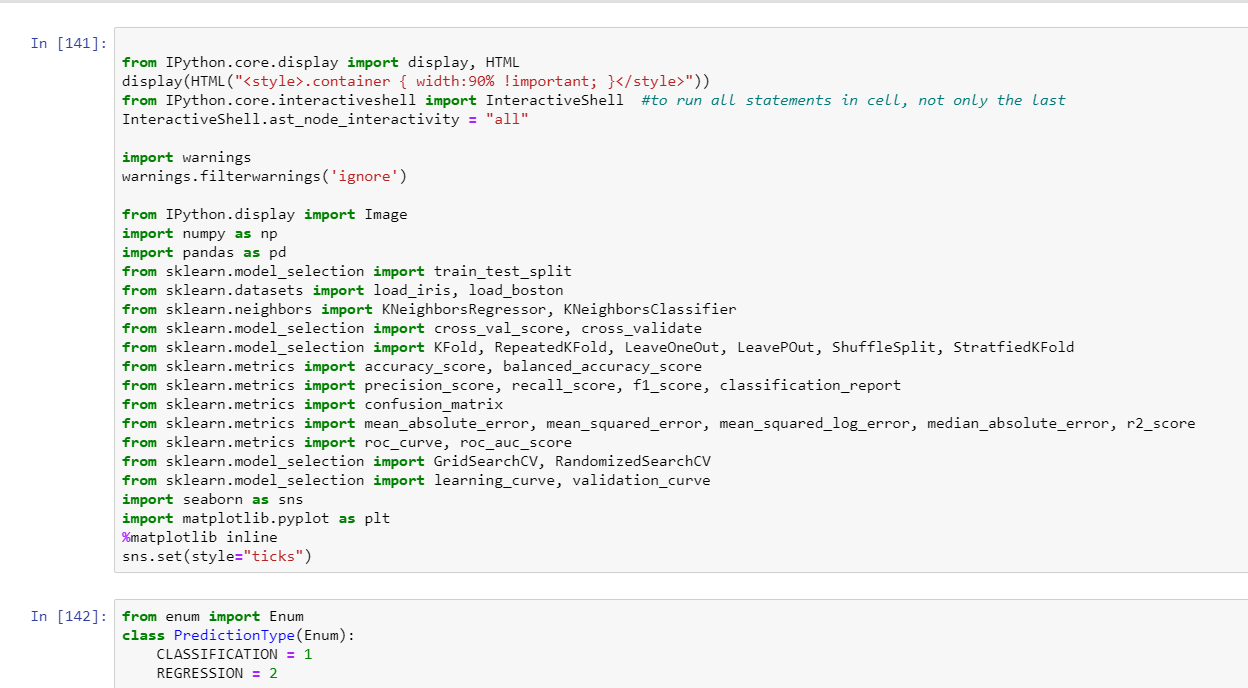 In [141]:
from IPython.core.display import display, HTML
display(HTML("<style>.container { width:90% !important; }</style>"))
from IPython.core.interactiveshell import InteractiveShell  #to run all statements in cell, not only the last
InteractiveShell.ast_node_interactivity = "all"
import warnings
warnings.filterwarnings('ignore')
from IPython.display import Image
import numpy as np
import pandas as pd
from sklearn.model_selection import train_test_split
from sklearn.datasets import load_iris, load_boston
from sklearn.neighbors import KNeighborsRegressor, KNeighborsClassifier
from sklearn.model_selection import cross_val_score, cross_validate
from sklearn.model_selection import KFold, RepeatedKFold, LeaveOneOut, LeavePOut, ShuffleSplit, StratfiedKFold
from sklearn.metrics import accuracy_score, balanced_accuracy_score
from sklearn.metrics import precision_score, recall_score, f1_score, classification_report
from sklearn.metrics import confusion_matrix
from sklearn.metrics import mean_absolute_error, mean_squared_error, mean_squared_log_error, median_absolute_error, r2_score
from sklearn.metrics import roc_curve, roc_auc_score
from sklearn.model_selection import GridSearchCV, RandomizedSearchCV
from sklearn.model_selection import learning_curve, validation_curve
import seaborn as sns
import matplotlib.pyplot as plt
%matplotlib inline
sns.set(style="ticks")
In [142]:
from enum import Enum
class PredictionType(Enum):
    CLASSIFICATION = 1
    REGRESSION = 2